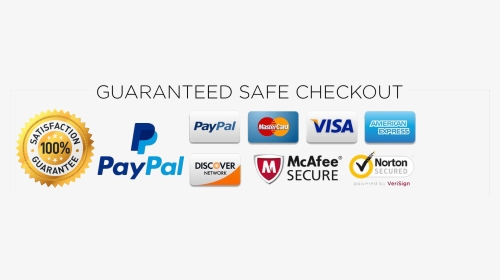 GUARANTEED SAFE CHECKOUT
SATISFACTION
100%
GUARANTEE
PayPal
PayPal
MasterCard
VISA
AMERICAN
EXPRESS
DISCOVER
NETWORK
McAfee®
SECURE
Norton
SECURED
powered by VeriSign